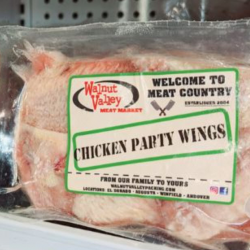 Walnut
Valley
MEAT MARKET
WELCOME TO
MEAT COUNTRY
ESTABLISHED 2004
CHICKEN PARTY WINGS
FROM OUR FAMILY TO YOURS
WALNUTVALLEYPACKING.COM
LOCATIONS: EL DORADO - AUGUSTA - WINFIELD - ANDOVER